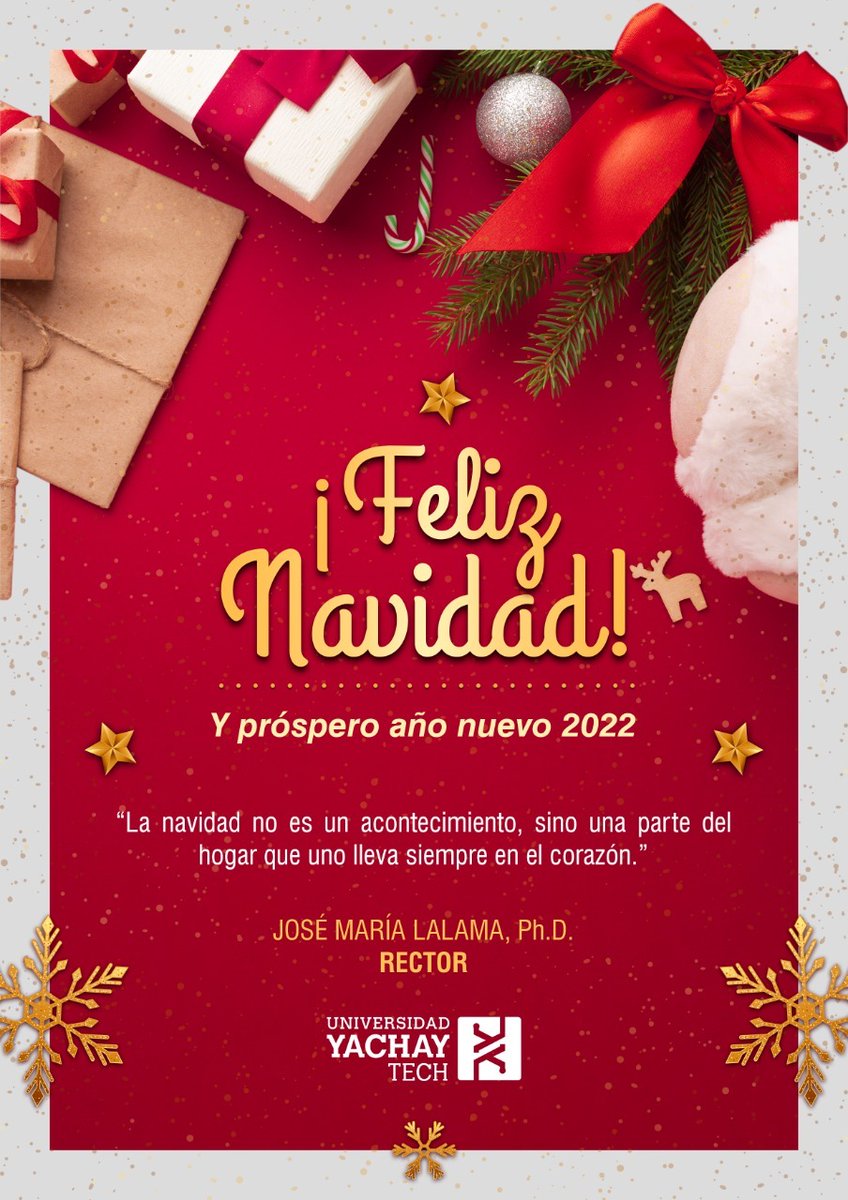 ¡Feliz
Navidad!
Y próspero año nuevo 2022
“La navidad no es un acontecimiento, sino una parte del
hogar que uno lleva siempre en el corazón.”
JOSÉ MARÍA LALAMA, Ph.D.
RECTOR
UNIVERSIDAD
YACHAY
TECH